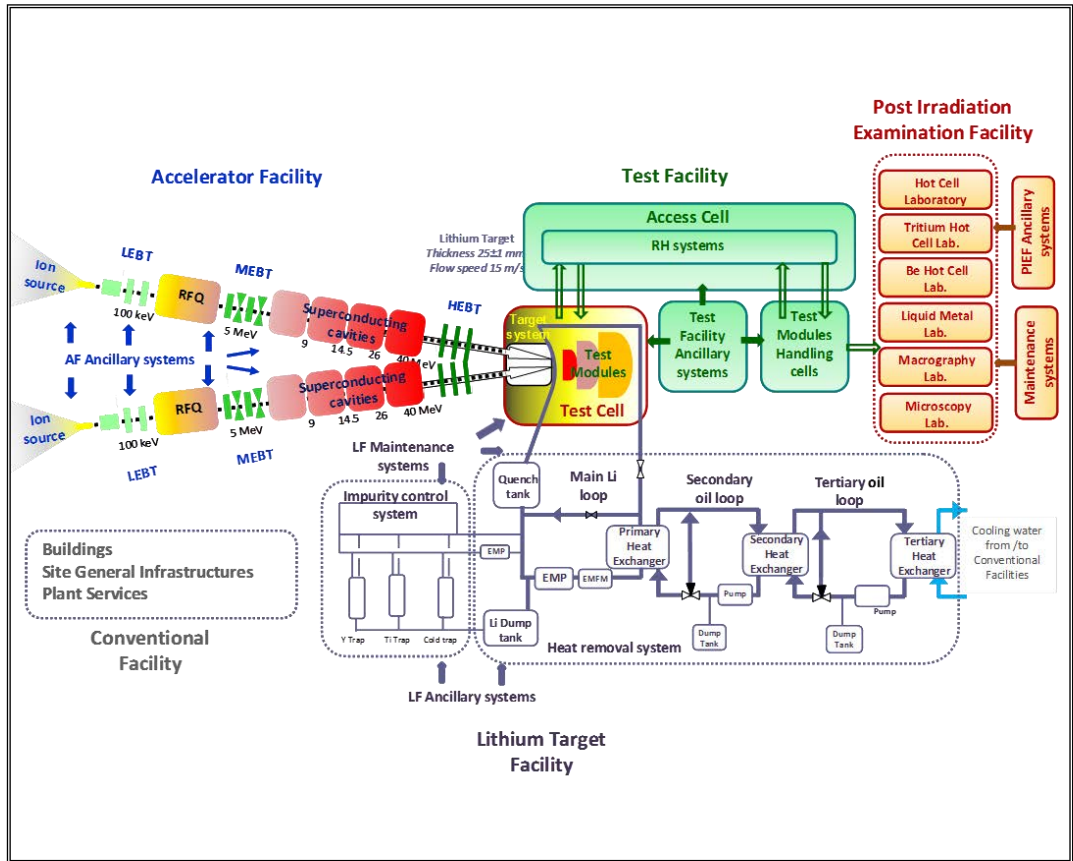 Post Irradiation
Examination Facility
Accelerator Facility
Test Facility
Hot Cell
Laboratory
Tritium Hot
Cell Lab.
Be Hot Cell
Lab.
Liquid Metal
Lab.
Macrography
Lab.
Microscopy
Lab.
PIEF Ancillary
systems
Maintenance
systems
Access Cell
RH systems
Lithium Target
Thickness 25±1 mm
Flow speed 15 m/s
LEBT
MEBT
HEBT
Ion
source
RFQ
100 keV
5 MeV
Superconducting
cavities
9
14.5
26
40 MeV
AF Ancillary systems
Ion
source
RFQ
100 keV
5 MeV
Superconducting
cavities
9
14.5
26
40 MeV
LEBT
MEBT
Target
system
Test
Modules
Test Cell
Test
Facility
Ancillary
systems
Test
Modules
Handling
cells
LF Maintenance
systems
Impurity control
system
Quench
tank
Main Li
loop
Secondary
oil loop
Tertiary oil
loop
EMP
EMP
EMFM
Primary
Heat
Exchanger
Secondary
Heat
Exchanger
Tertiary
Heat
Exchanger
Cooling water
from /to
Conventional
Facilities
Pump
Pump
Dump
Tank
Dump
Tank
Li Dump
tank
Y Trap
Ti Trap
Cold trap
Heat removal system
LF Ancillary systems
Lithium Target
Facility
Buildings
Site General Infrastructures
Plant Services
Conventional
Facility